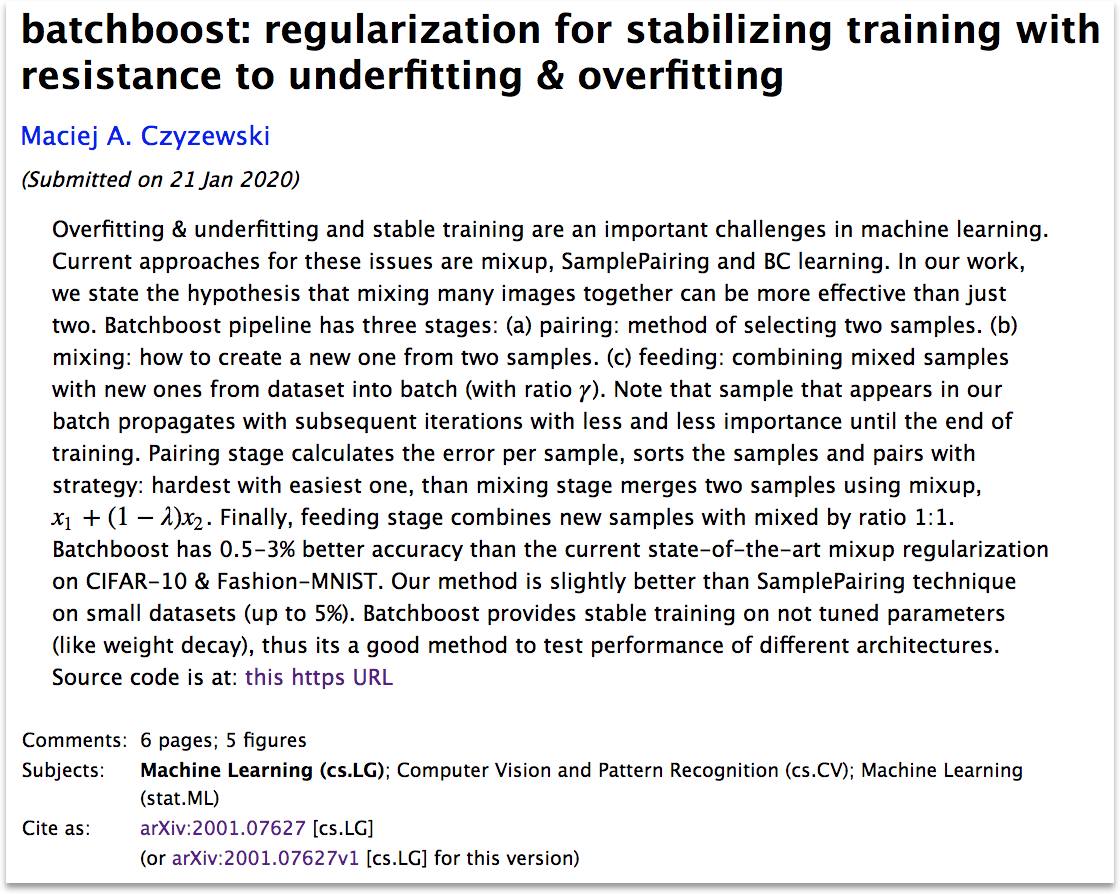 batchboost: regularization for stabilizing training with
resistance to underfitting & overfitting
Maciej A. Czyzewski
(Submitted on 21 Jan 2020)
Overfitting & underfitting and stable training are an important challenges in machine learning.
Current approaches for these issues are mixup, SamplePairing and BC learning. In our work,
we state the hypothesis that mixing many images together can be more effective than just
two. Batchboost pipeline has three stages: (a) pairing: method of selecting two samples. (b)
mixing: how to create a new one from two samples. (c) feeding: combining mixed samples
with new ones from dataset into batch (with ratio γ). Note that sample that appears in our
batch propagates with subsequent iterations with less and less importance until the end of
training. Pairing stage calculates the error per sample, sorts the samples and pairs with
strategy: hardest with easiest one, than mixing stage merges two samples using mixup,
x₁ + (1 − λ)x₂. Finally, feeding stage combines new samples with mixed by ratio 1:1.
Batchboost has 0.5-3% better accuracy than the current state-of-the-art mixup regularization
on CIFAR-10 & Fashion-MNIST. Our method is slightly better than SamplePairing technique
on small datasets (up to 5%). Batchboost provides stable training on not tuned parameters
(like weight decay), thus its a good method to test performance of different architectures.
Source code is at: this https URL
Comments: 6 pages; 5 figures
Subjects: Machine Learning (cs.LG); Computer Vision and Pattern Recognition (cs.CV); Machine Learning
(stat.ML)
Cite as: arXiv:2001.07627 [cs.LG]
(or arXiv:2001.07627v1 [cs.LG] for this version)